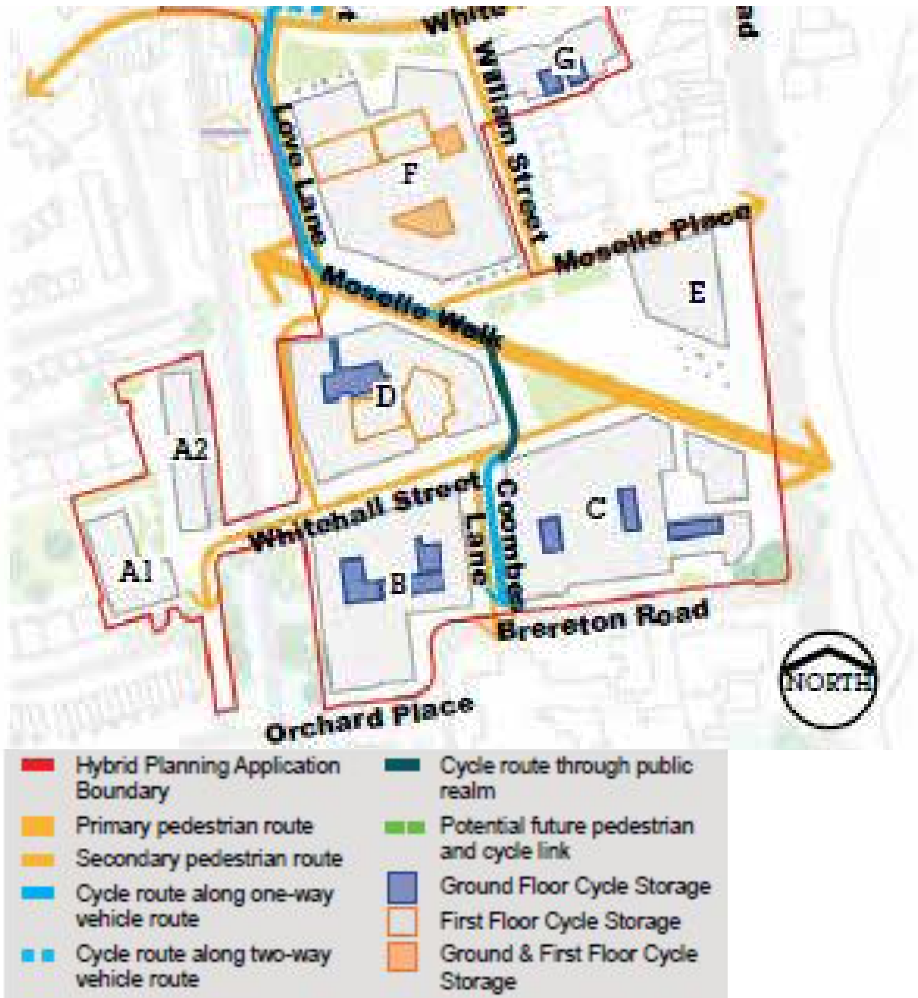 White
ad
William Street
G
Love Lane
F
Moselle Place
E
Moselle Walk
D
A2
Whitehall Street
Coombes
Lane
C
A1
B
Brereton Road
NORTH
Orchard Place
Hybrid Planning Application
Boundary
Primary pedestrian route
Secondary pedestrian route
Cycle route along one-way
vehicle route
Cycle route along two-way
vehicle route
Cycle route through public
realm
Potential future pedestrian
and cycle link
Ground Floor Cycle Storage
First Floor Cycle Storage
Ground & First Floor Cycle
Storage